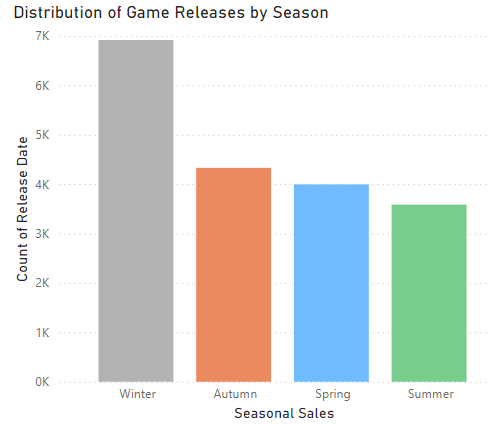 Distribution of Game Releases by Season
Count of Release Date
7K
6K
5K
4K
3K
2K
1K
0K
Winter Autumn Spring Summer
Seasonal Sales